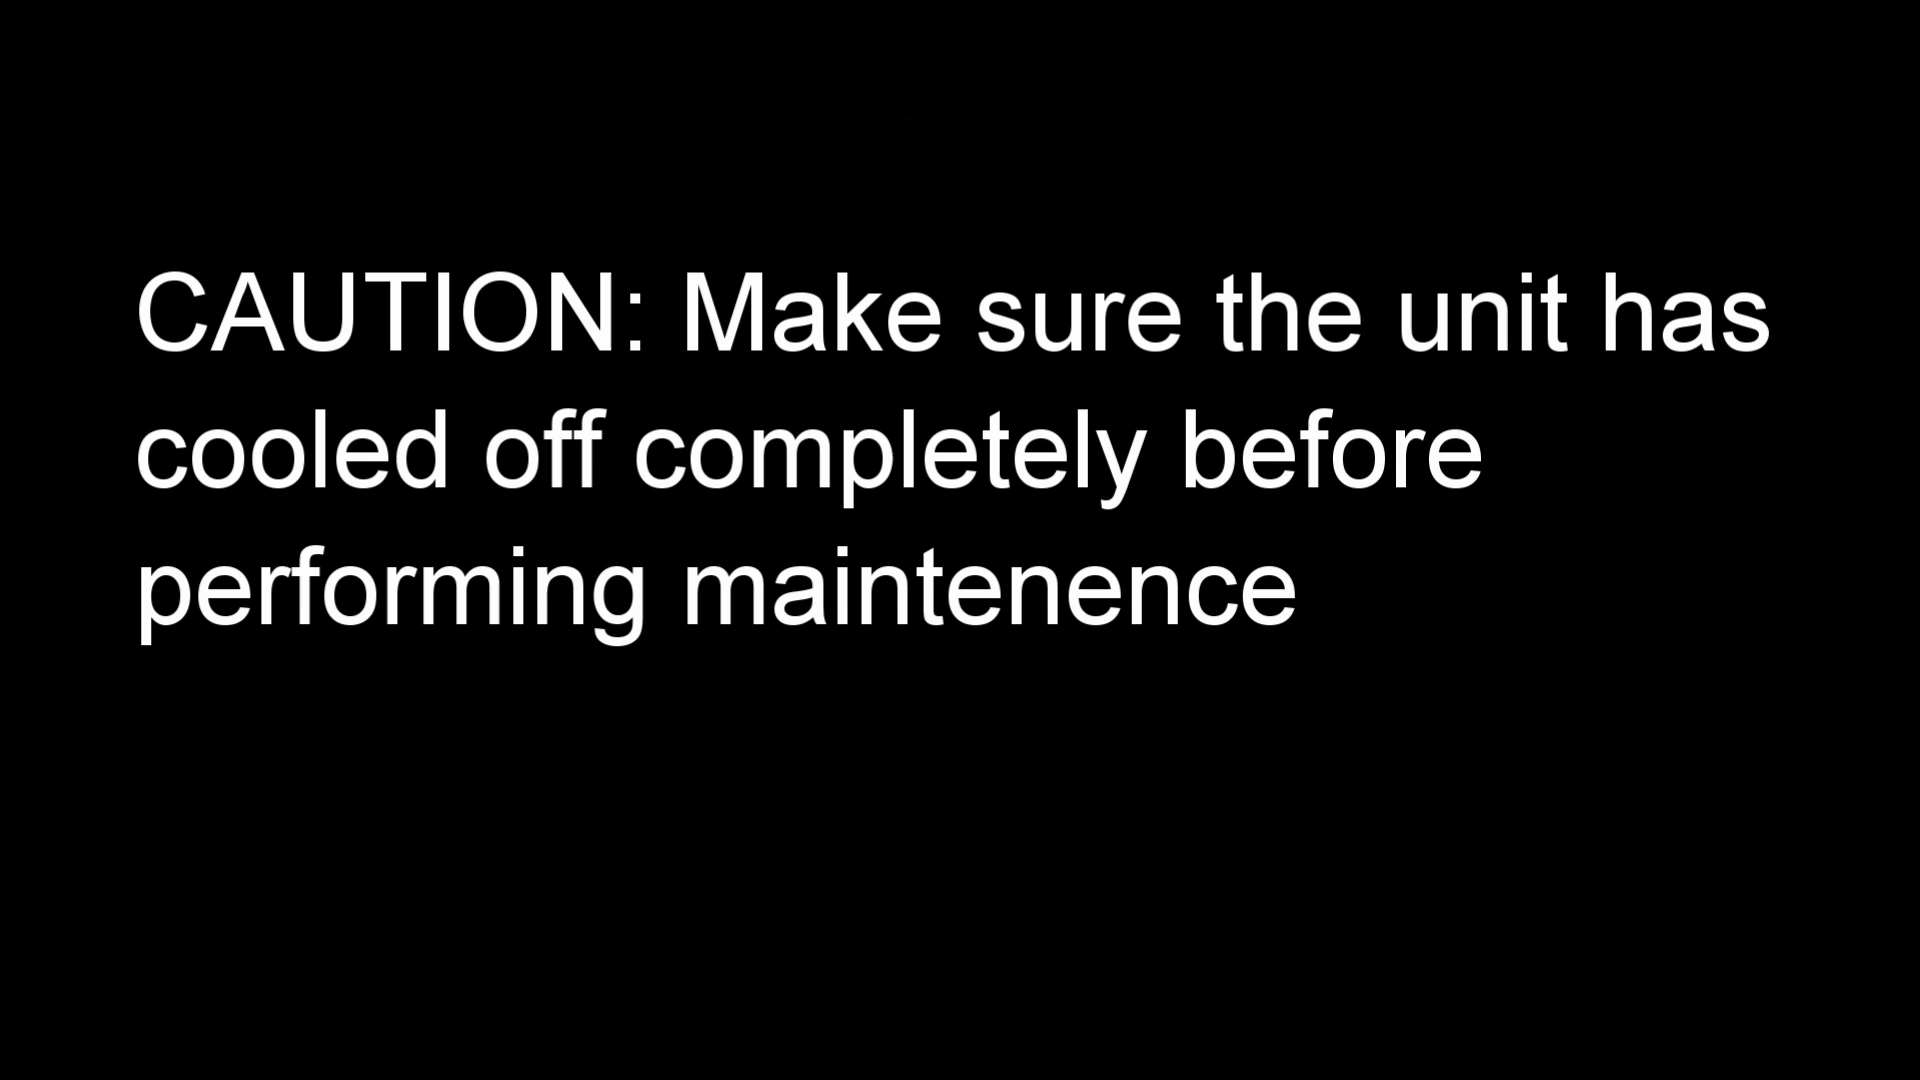 CAUTION: Make sure the unit has
cooled off completely before
performing maintenence